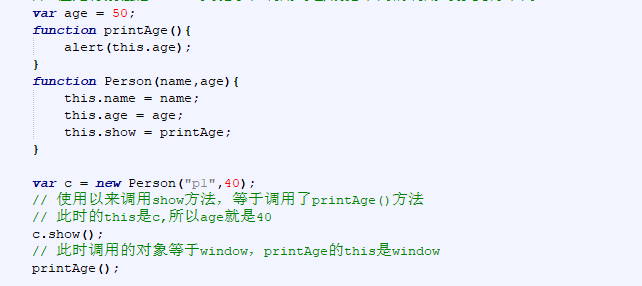 var age = 50;
function printAge(){
alert(this.age);
}
function Person(name,age){
this.name = name;
this.age = age;
this.show = printAge;
}
var c = new Person("p1",40);
// 使用以来调用show方法，等于调用了printAge()方法
// 此时的this是c,所以age就是40
c.show();
// 此时调用的对象等于window，printAge的this是window
printAge();